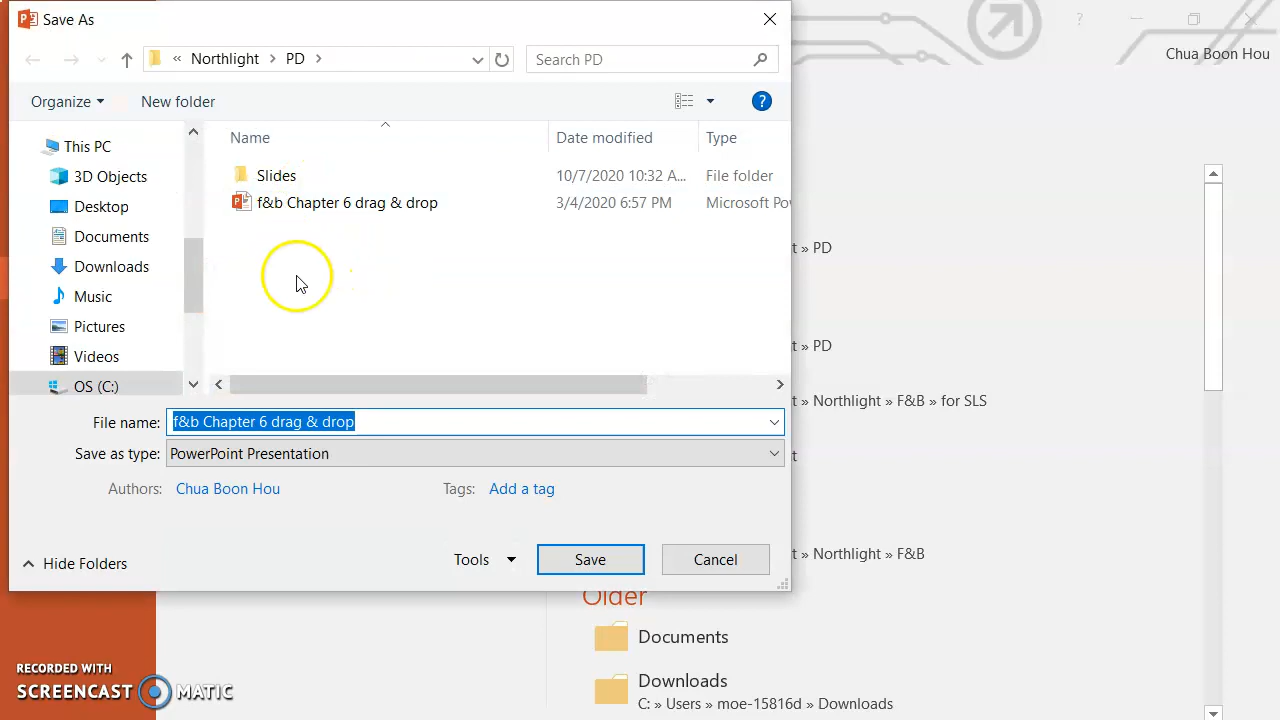 Save As
?
Chua Boon Hou
« Northlight > PD >
Search PD
Organize
New folder
?
Name
Date modified
Type
This PC
3D Objects
Desktop
Documents
Downloads
Music
Pictures
Videos
OS (C:)
Slides
10/7/2020 10:32 A...
File folder
f&b Chapter 6 drag & drop
3/4/2020 6:57 PM
Microsoft Po
t » PD
t » PD
t » Northlight » F&B » for SLS
t » Northlight » F&B
File name: f&b Chapter 6 drag & drop
Save as type: PowerPoint Presentation
Authors: Chua Boon Hou
Tags: Add a tag
Hide Folders
Tools
Save
Cancel
Older
Documents
Downloads
C: » Users » moe-15816d » Downloads
RECORDED WITH
SCREENCAST MATIC